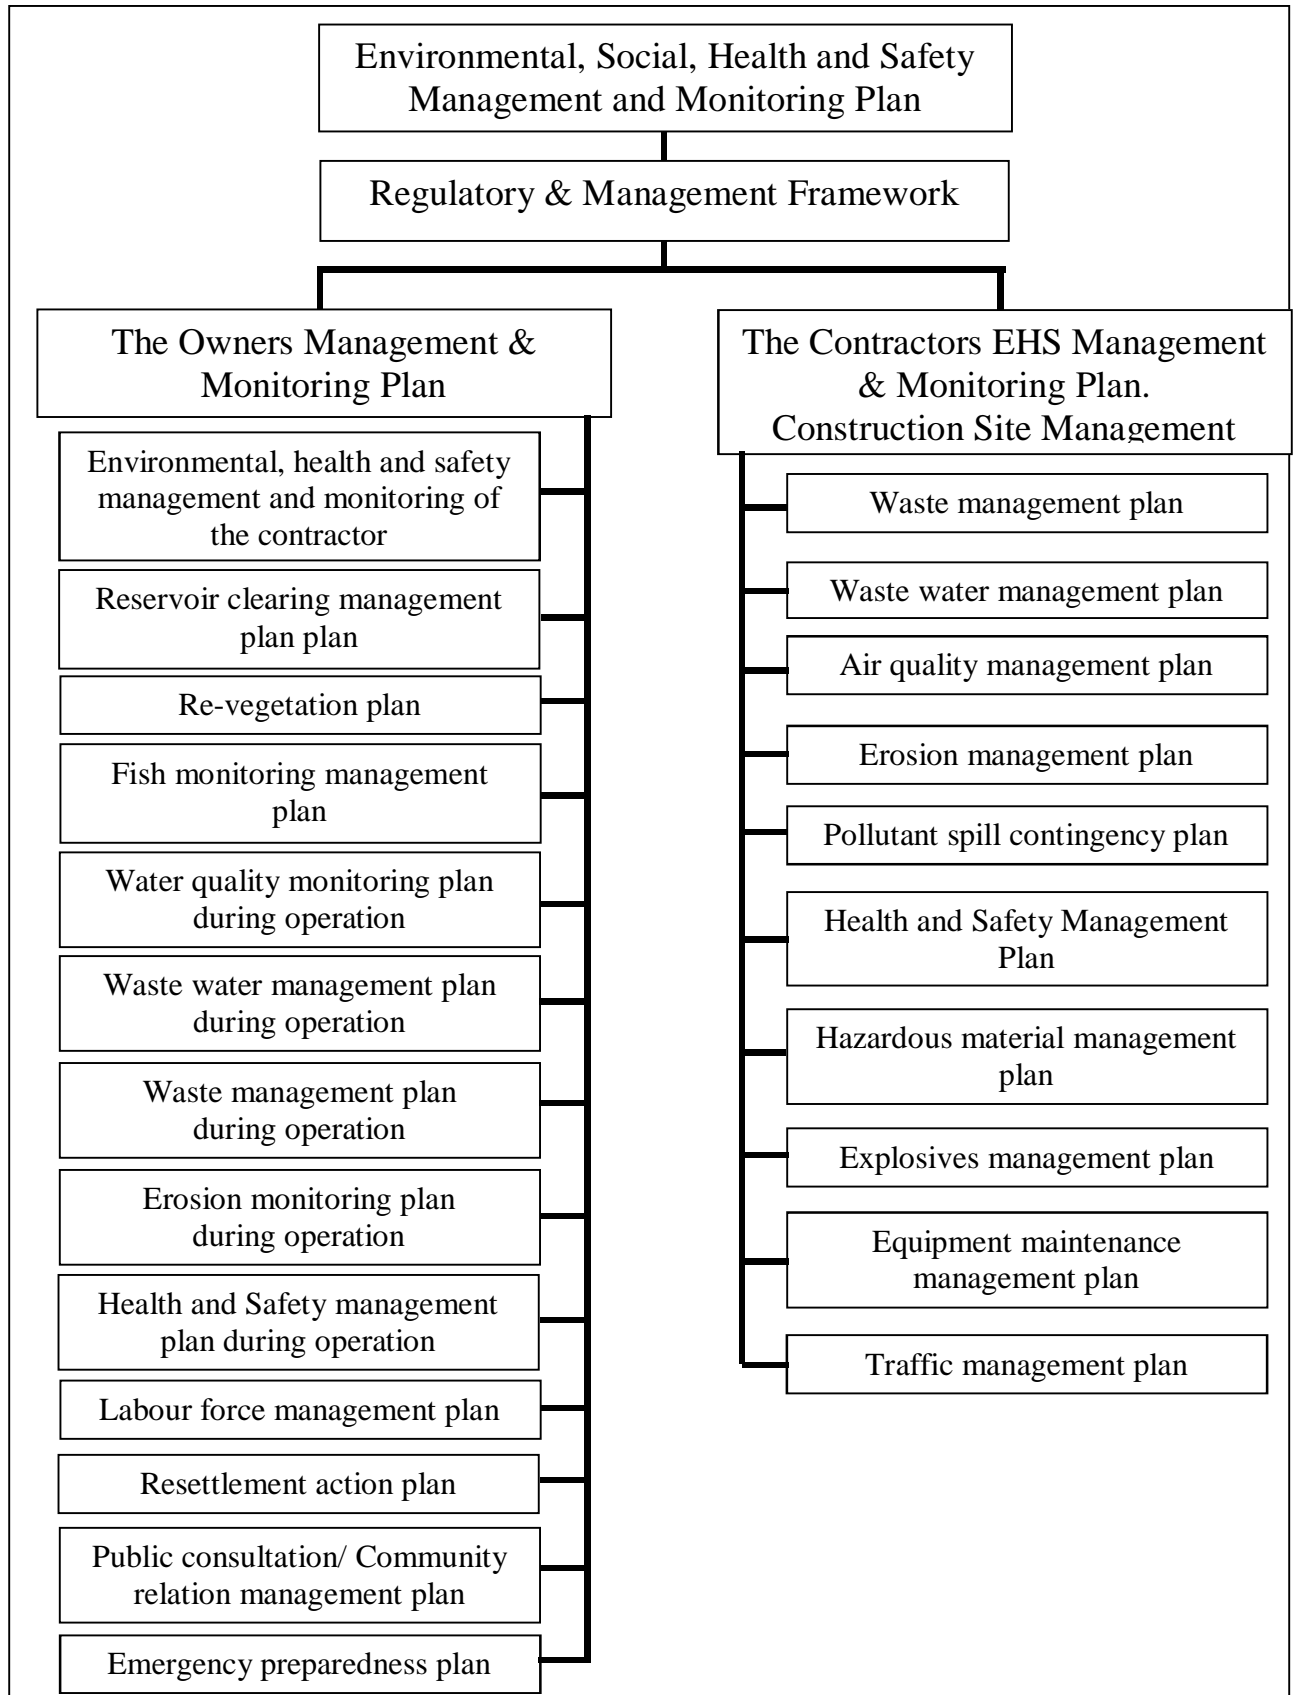 Environmental, Social, Health and Safety
Management and Monitoring Plan
Regulatory & Management Framework
The Owners Management &
Monitoring Plan
Environmental, health and safety
management and monitoring of
the contractor
Reservoir clearing management
plan plan
Re-vegetation plan
Fish monitoring management
plan
Water quality monitoring plan
during operation
Waste water management plan
during operation
Waste management plan
during operation
Erosion monitoring plan
during operation
Health and Safety management
plan during operation
Labour force management plan
Resettlement action plan
Public consultation/ Community
relation management plan
Emergency preparedness plan
The Contractors EHS Management
& Monitoring Plan.
Construction Site Management
Waste management plan
Waste water management plan
Air quality management plan
Erosion management plan
Pollutant spill contingency plan
Health and Safety Management
Plan
Hazardous material management
plan
Explosives management plan
Equipment maintenance
management plan
Traffic management plan